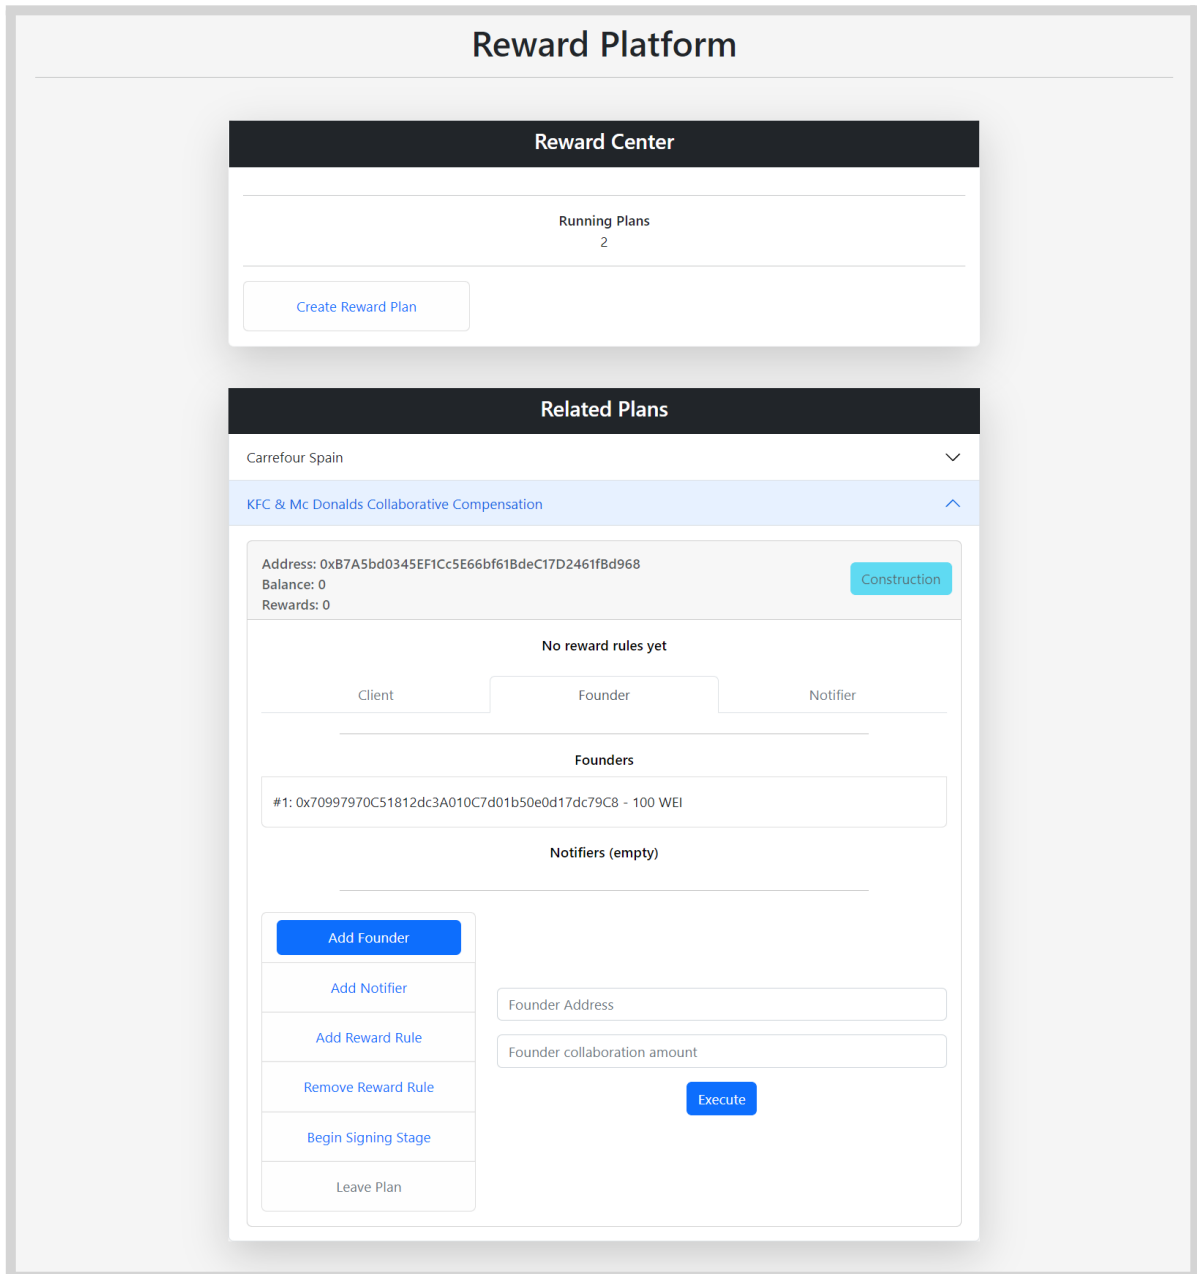 Reward Platform
Reward Center
Running Plans
2
Create Reward Plan
Related Plans
Carrefour Spain
KFC & Mc Donalds Collaborative Compensation
Address: 0xB7A5bd0345EF1Cc5E66bf61BdeC17D2461fBd968
Balance: 0
Rewards: 0
Construction
No reward rules yet
Client
Founder
Notifier
Founders
#1: 0x70997970C51812dc3A010C7d01b50e0d17dc79C8 - 100 WEI
Notifiers (empty)
Add Founder
Add Notifier
Add Reward Rule
Remove Reward Rule
Begin Signing Stage
Leave Plan
Founder Address
Founder collaboration amount
Execute